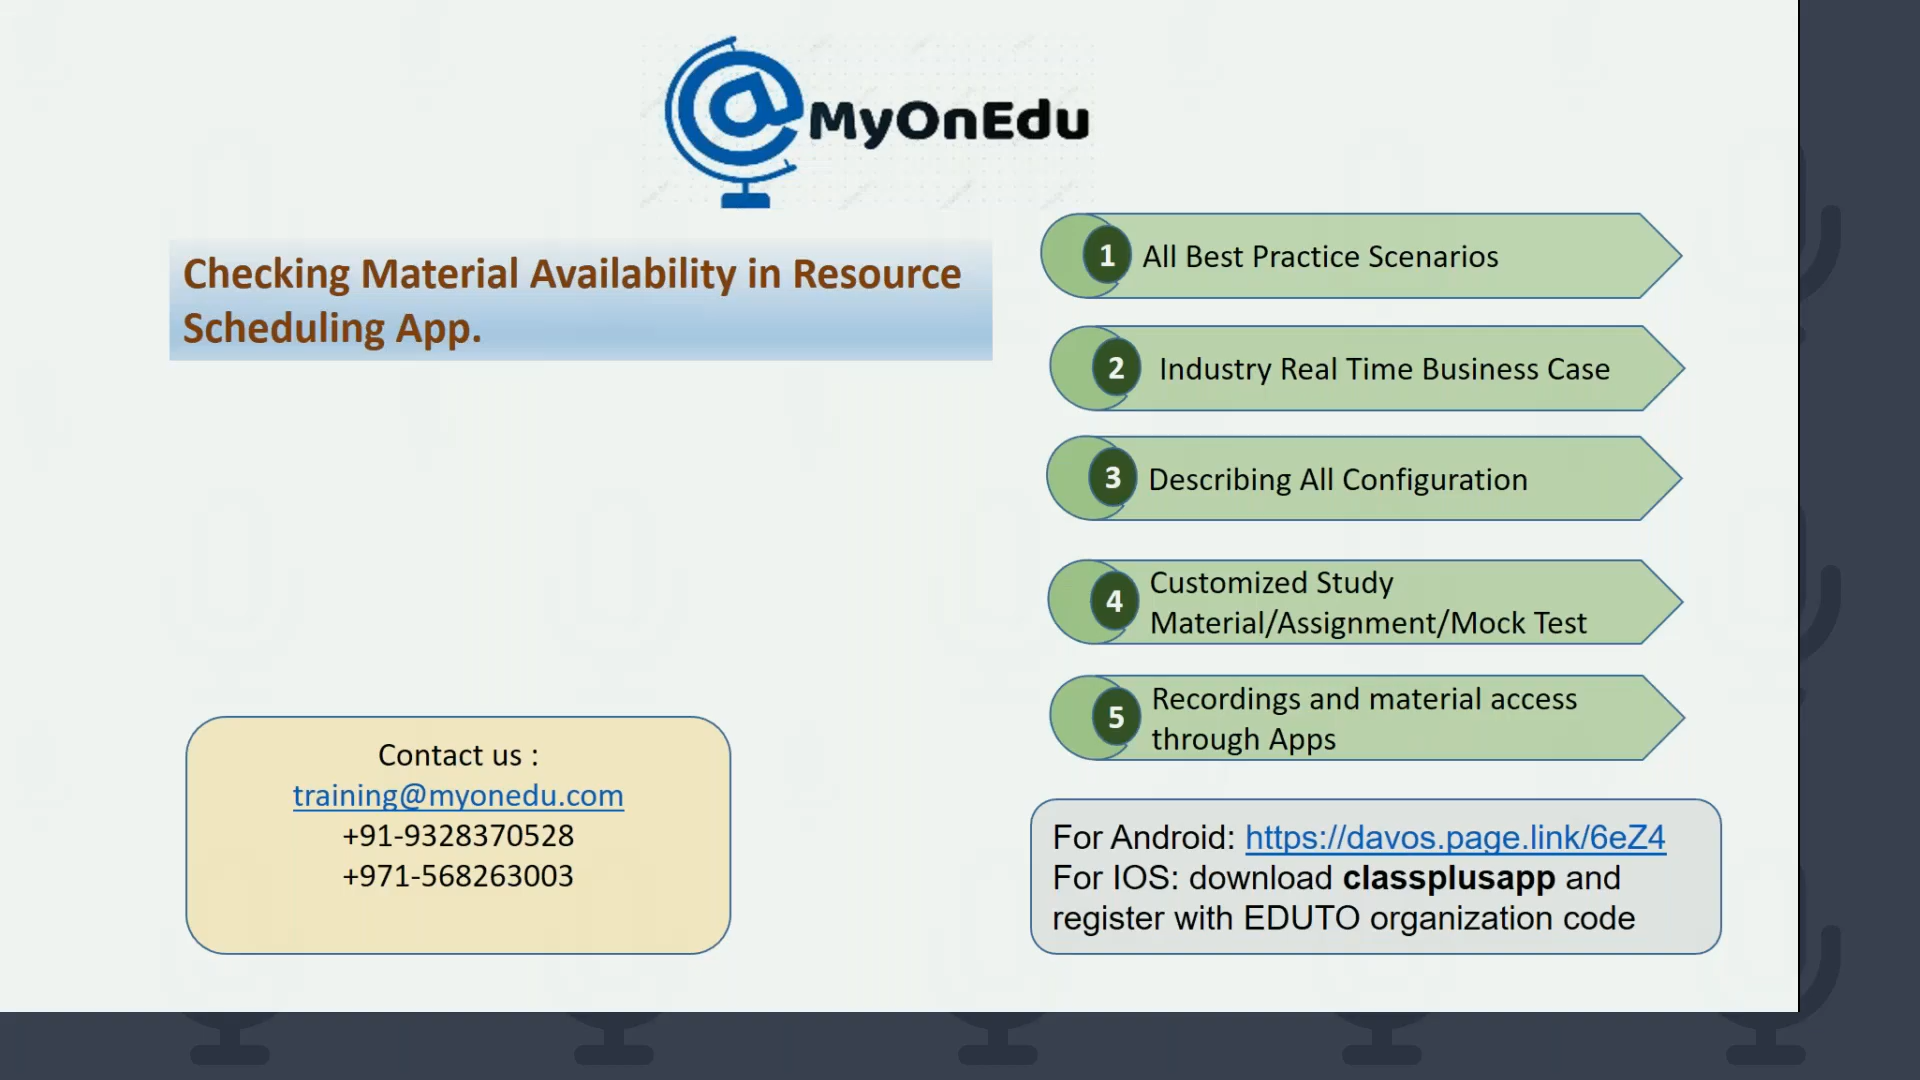 MyOnEdu
Checking Material Availability in Resource
Scheduling App.
1 All Best Practice Scenarios
2 Industry Real Time Business Case
3 Describing All Configuration
4 Customized Study
Material/Assignment/Mock Test
5 Recordings and material access
through Apps
Contact us :
training@myonedu.com
+91-9328370528
+971-568263003
For Android: https://davos.page.link/6eZ4
For IOS: download classplusapp and
register with EDUTO organization code